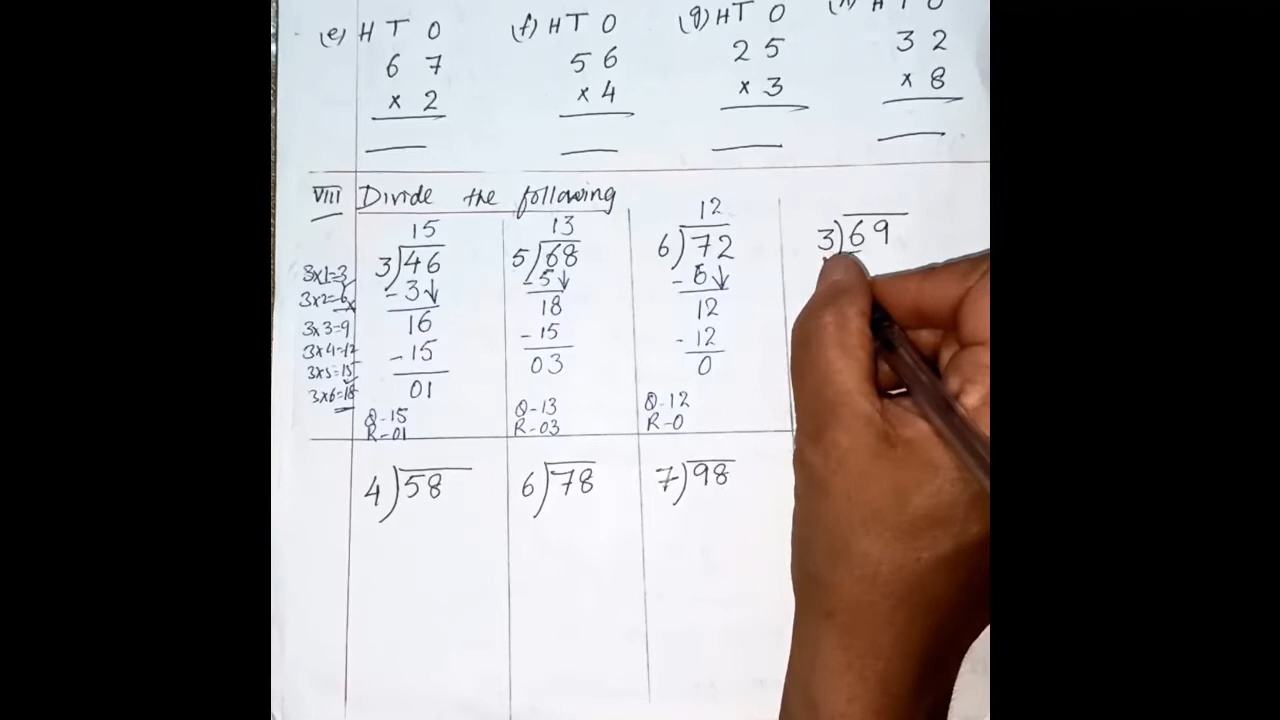 (e) H T O
6 7
x 2
(f) H T O
5 6
x 4
(g) H T O
2 5
x 3
3 2
x 8
VIII Divide the following
3x1=3
3x2=6
3x3=9
3x4=12
3x5=15
3x6=18
15
3)46
-3↓
16
-15
01
Q-15
R-01
13
5)68
-5↓
18
-15
03
Q-13
R-03
12
6)72
-6↓
12
-12
0
Q-12
R-0
3)69
4)58
6)78
7)98